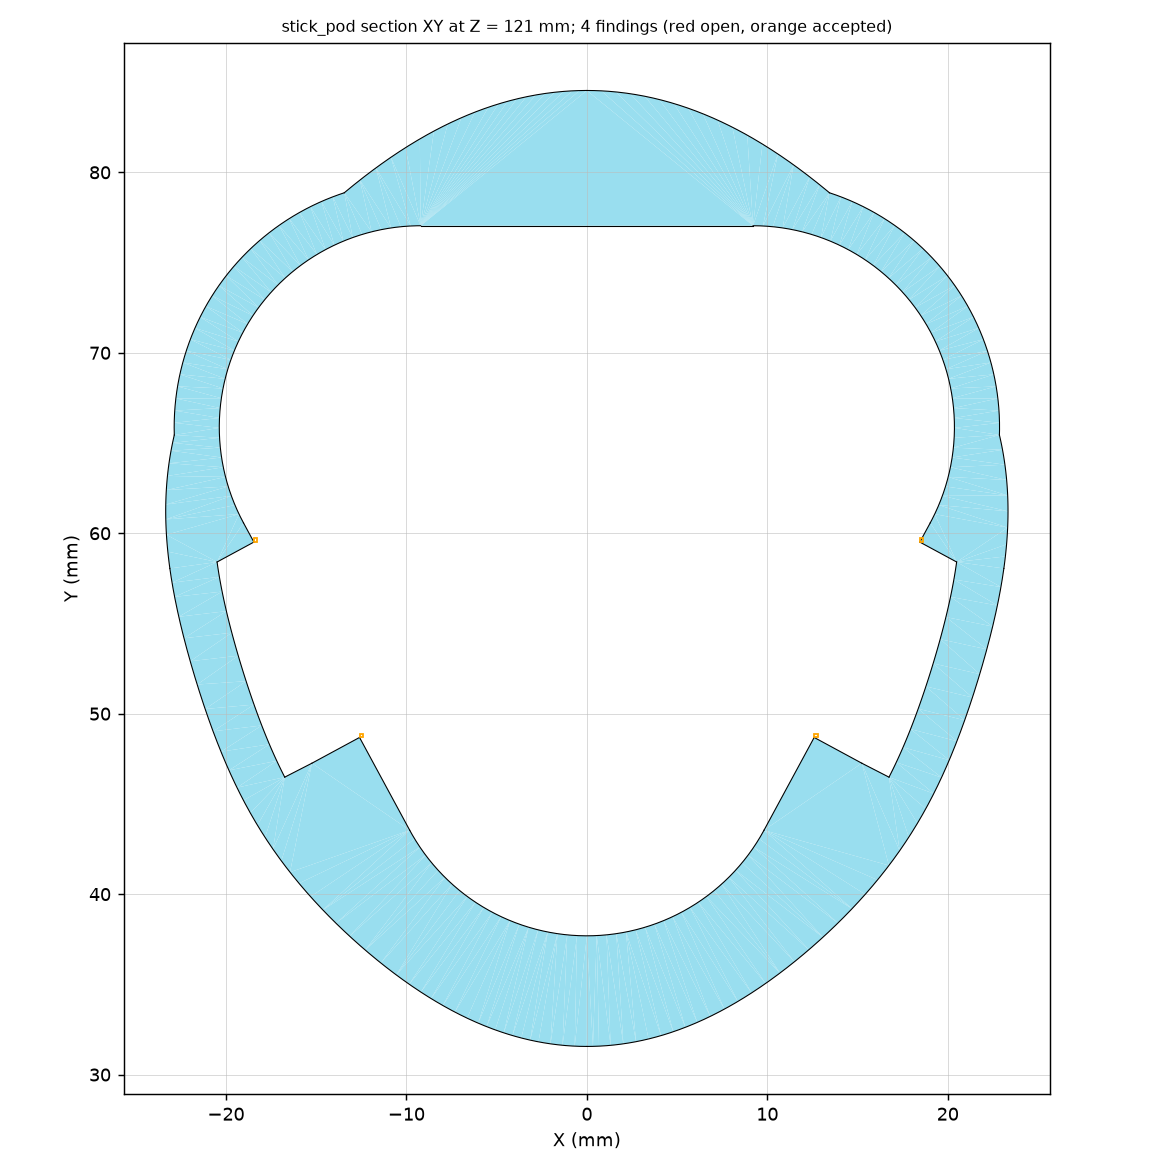 stick_pod section XY at Z = 121 mm; 4 findings (red open, orange accepted)
80
70
60
50
40
30
Y (mm)
−20 −10 0 10 20
X (mm)